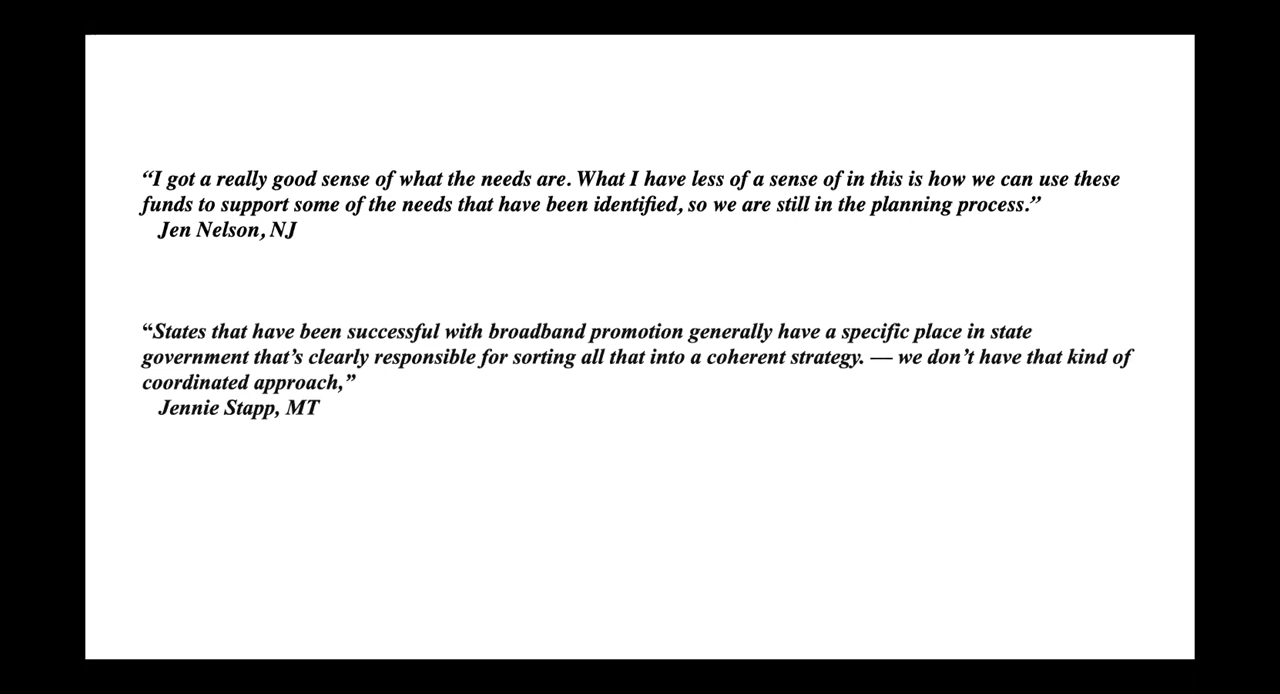 “I got a really good sense of what the needs are. What I have less of a sense of in this is how we can use these
funds to support some of the needs that have been identified, so we are still in the planning process.”
Jen Nelson, NJ
“States that have been successful with broadband promotion generally have a specific place in state
government that’s clearly responsible for sorting all that into a coherent strategy. — we don’t have that kind of
coordinated approach,”
Jennie Stapp, MT